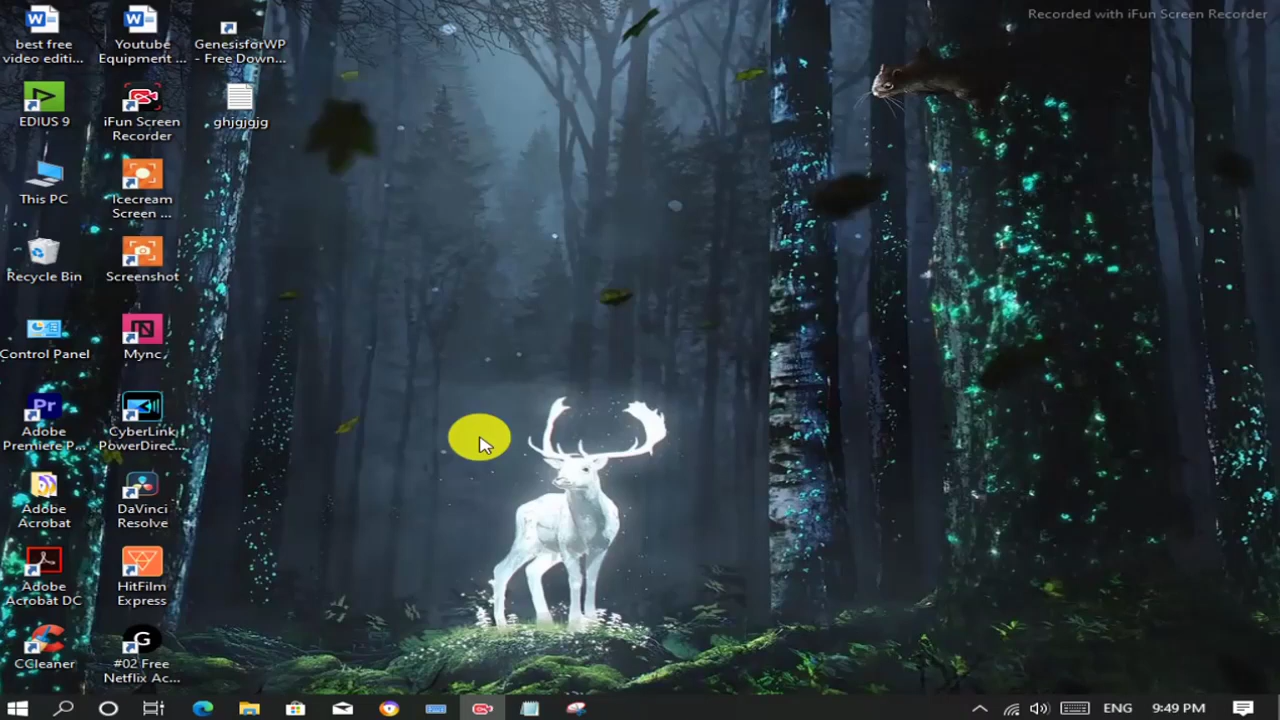 Recorded with iFun Screen Recorder
best free
video editi...
Youtube
Equipment ...
GenesisforWP
- Free Down...
EDIUS 9
iFun Screen
Recorder
ghjgjgjg
This PC
Icecream
Screen ...
Recycle Bin
Screenshot
Control Panel
Mync
Pr
Adobe
Premiere P...
CyberLink
PowerDirec...
Adobe
Acrobat
DaVinci
Resolve
Adobe
Acrobat DC
HitFilm
Express
CCleaner
G
#02 Free
Netflix Ac...
ENG
9:49 PM